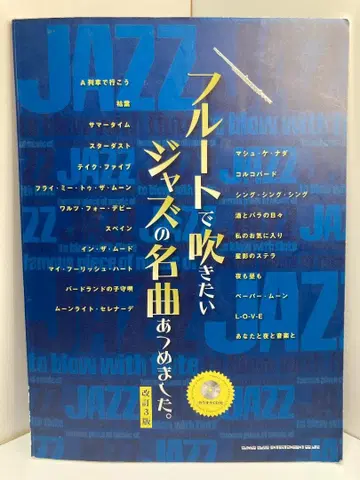 JAZZ
フルートで吹きたい
ジャズの名曲あつめました。
改訂3版
A列車で行こう
枯葉
サマータイム
スターダスト
テイク・ファイブ
フライ・ミー・トゥ・ザ・ムーン
ワルツ・フォー・デビー
スペイン
イン・ザ・ムード
マイ・フーリッシュ・ハート
バードランドの子守唄
ムーンライト・セレナーデ
マシュ・ケ・ナダ
コルコバード
シング・シング・シング
酒とバラの日々
私のお気に入り
星影のステラ
夜も昼も
ペーパー・ムーン
L-O-V-E
あなたと夜と音楽と
JAZZ
JAZZ
to blow with flute
JAZZ